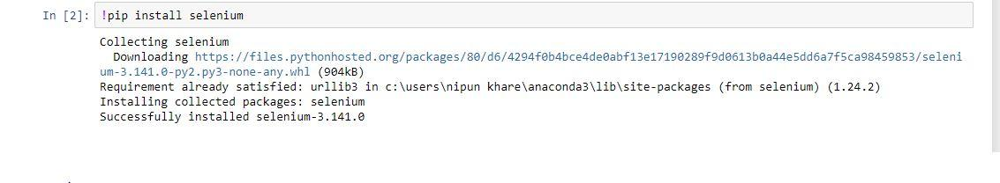 In [2]: !pip install selenium
Collecting selenium
Downloading https://files.pythonhosted.org/packages/80/d6/4294f0b4bce4de0abf13e17190289f9d0613b0a44e5dd6a7f5ca98459853/seleni
um-3.141.0-py2.py3-none-any.whl (904kB)
Requirement already satisfied: urllib3 in c:\users\nipun khare\anaconda3\lib\site-packages (from selenium) (1.24.2)
Installing collected packages: selenium
Successfully installed selenium-3.141.0